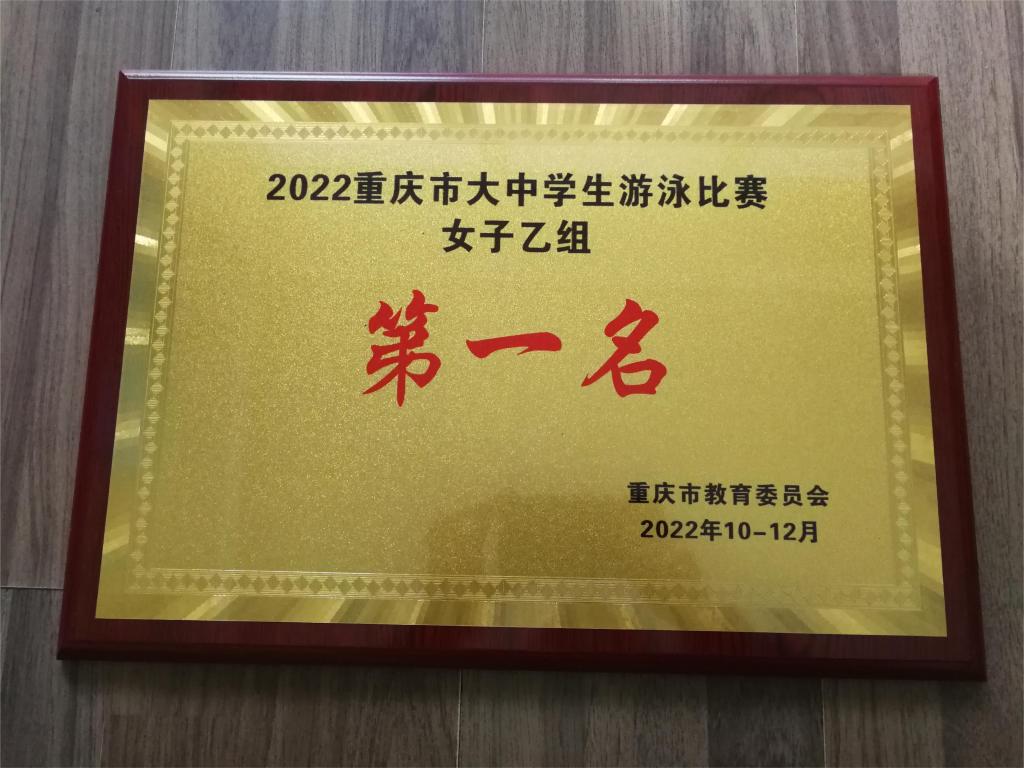 2022重庆市大中学生游泳比赛
女子乙组
第一名
重庆市教育委员会
2022年10-12月